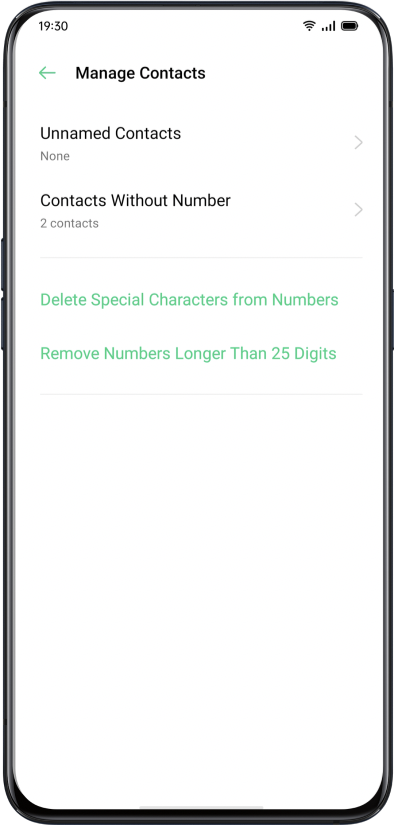 19:30
Manage Contacts
Unnamed Contacts
None
Contacts Without Number
2 contacts
Delete Special Characters from Numbers
Remove Numbers Longer Than 25 Digits